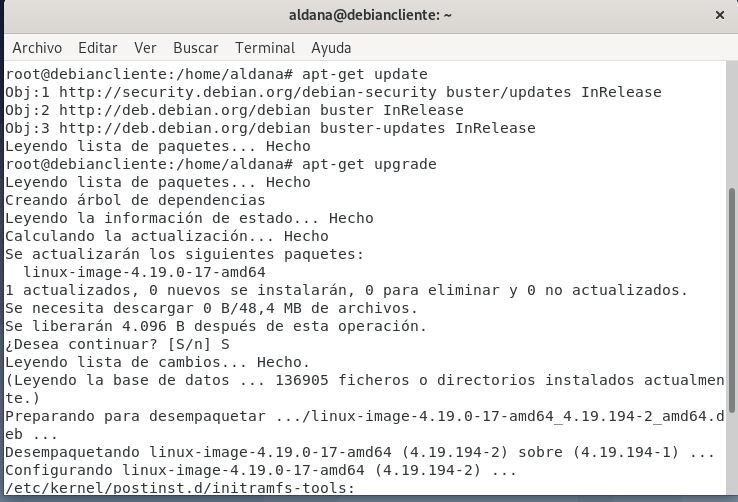 aldana@debiancliente: ~
Archivo Editar Ver Buscar Terminal Ayuda
root@debiancliente:/home/aldana# apt-get update
Obj:1 http://security.debian.org/debian-security buster/updates InRelease
Obj:2 http://deb.debian.org/debian buster InRelease
Obj:3 http://deb.debian.org/debian buster-updates InRelease
Leyendo lista de paquetes... Hecho
root@debiancliente:/home/aldana# apt-get upgrade
Leyendo lista de paquetes... Hecho
Creando árbol de dependencias
Leyendo la información de estado... Hecho
Calculando la actualización... Hecho
Se actualizarán los siguientes paquetes:
  linux-image-4.19.0-17-amd64
1 actualizados, 0 nuevos se instalarán, 0 para eliminar y 0 no actualizados.
Se necesita descargar 0 B/48,4 MB de archivos.
Se liberarán 4.096 B después de esta operación.
¿Desea continuar? [S/n] S
Leyendo lista de cambios... Hecho.
(Leyendo la base de datos ... 136905 ficheros o directorios instalados actualmen
te.)
Preparando para desempaquetar .../linux-image-4.19.0-17-amd64_4.19.194-2_amd64.d
eb ...
Desempaquetando linux-image-4.19.0-17-amd64 (4.19.194-2) sobre (4.19.194-1) ...
Configurando linux-image-4.19.0-17-amd64 (4.19.194-2) ...
/etc/kernel/postinst.d/initramfs-tools: